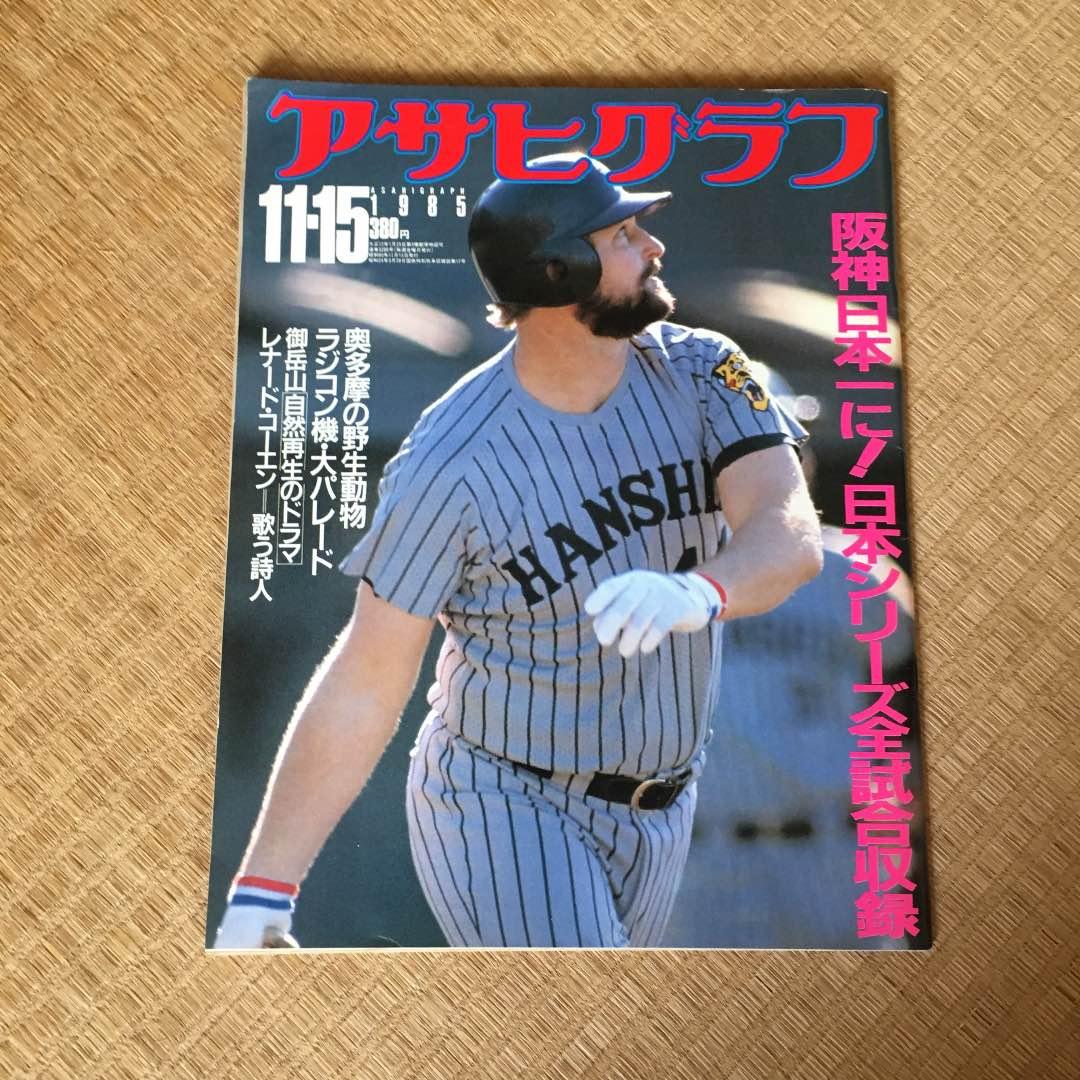 アサヒグラフ
ASAHIGRAPH
11-15
1985
380円
阪神日本一に!日本シリーズ全試合収録
奥多摩の野生動物
ラジコン機・大パレード
御岳山「自然再生のドラマ」
レナード・コーエン=歌う詩人
HANSHI